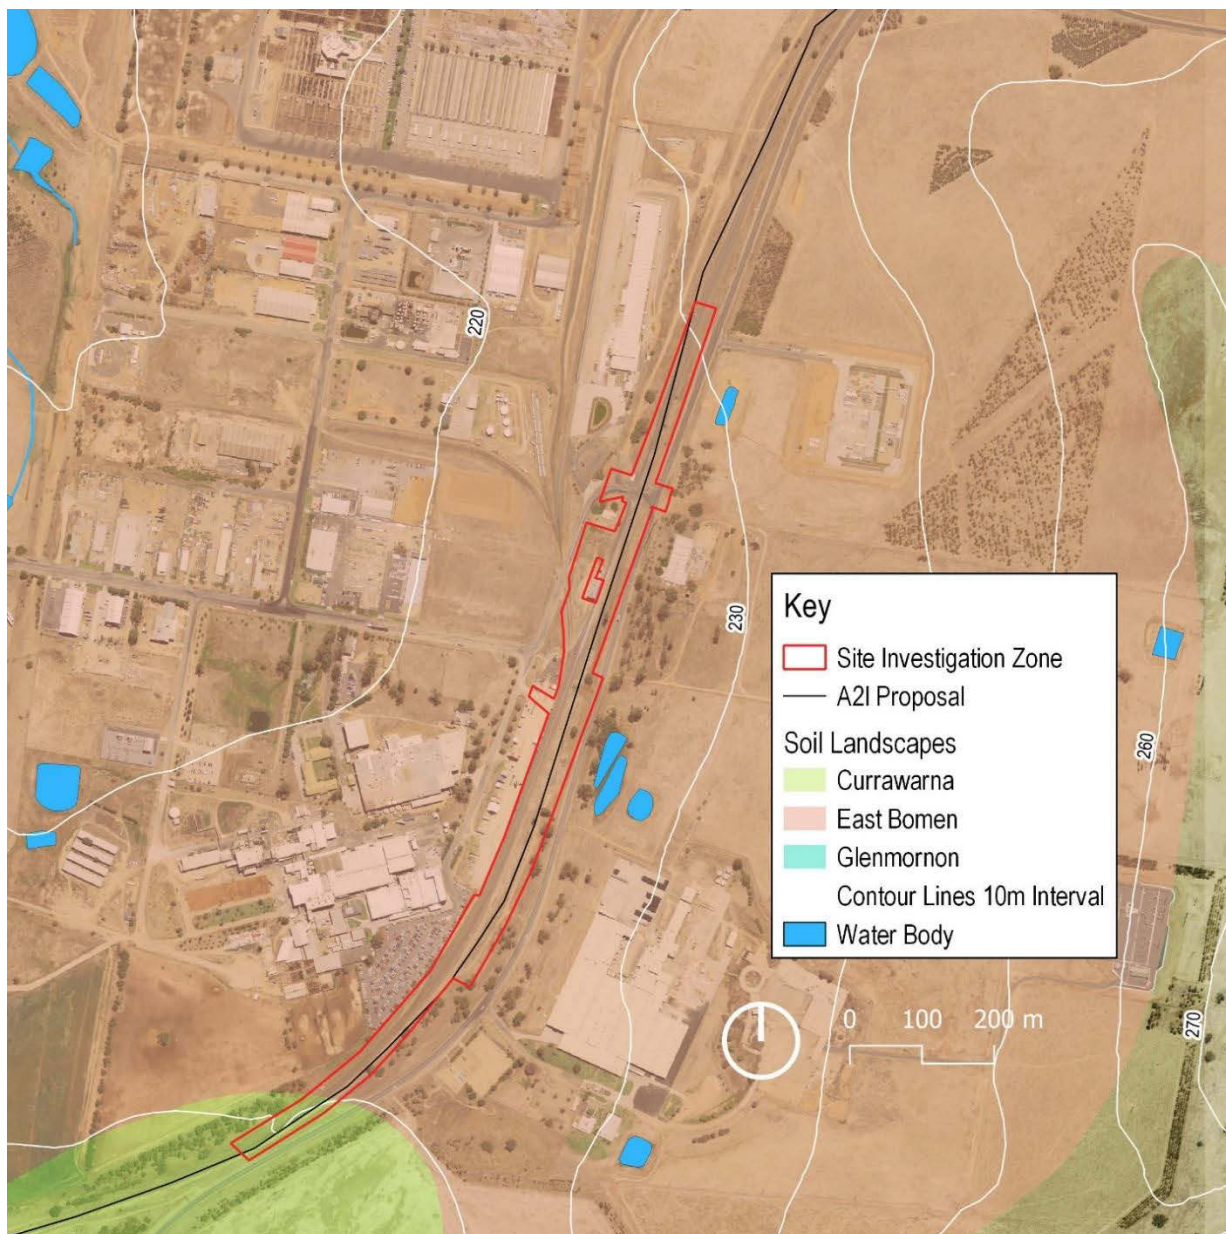 220
230
Key
Site Investigation Zone
A2I Proposal
Soil Landscapes
Currawarna
East Bomen
Glenmornon
Contour Lines 10m Interval
Water Body
260
270
0 100 200 m